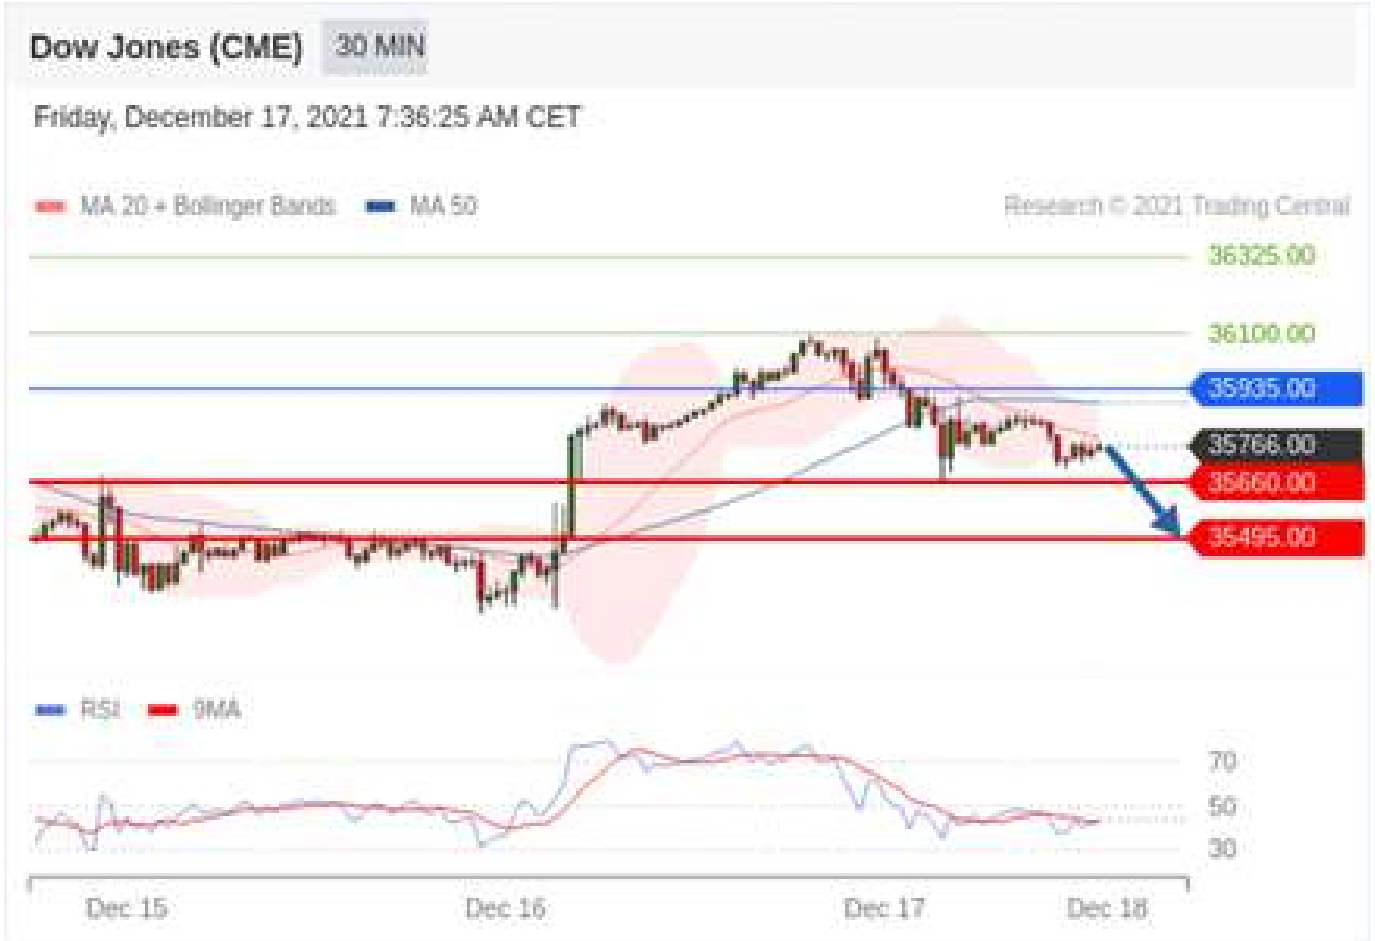 Dow Jones (CME) 30 MIN
Friday, December 17, 2021 7:36:25 AM CET
MA 20 + Bollinger Bands MA 50 Research © 2021 Trading Central
36325.00
36100.00
35935.00
35766.00
35660.00
35495.00
RSI 9MA
70
50
30
Dec 15 Dec 16 Dec 17 Dec 18